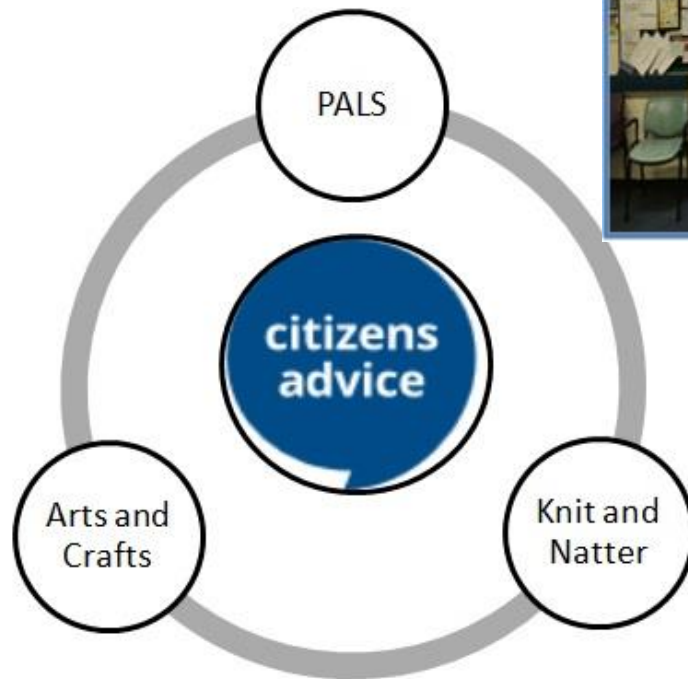 PALS
citizens
advice
Arts and
Crafts
Knit and
Natter